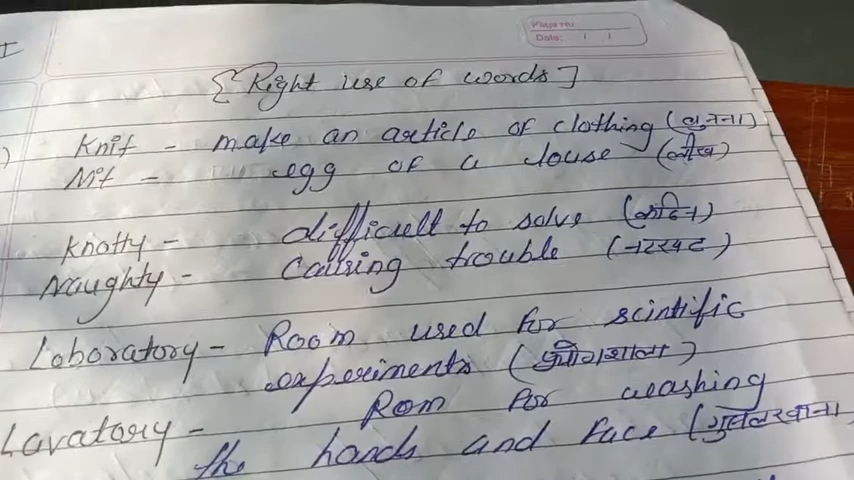 I
Page No.
Date: / /
{ Right use of words ]
) Knit - make an article of clothing (बुनना)
Nit - egg of a louse (लीख)
Knotty - difficult to solve (कठिन)
Naughty - Causing trouble (नटखट)
Loboratory - Room used for scintific
experiments (प्रयोगशाला)
Lavatory - Rom for washing
the hands and face (गुसलखाना